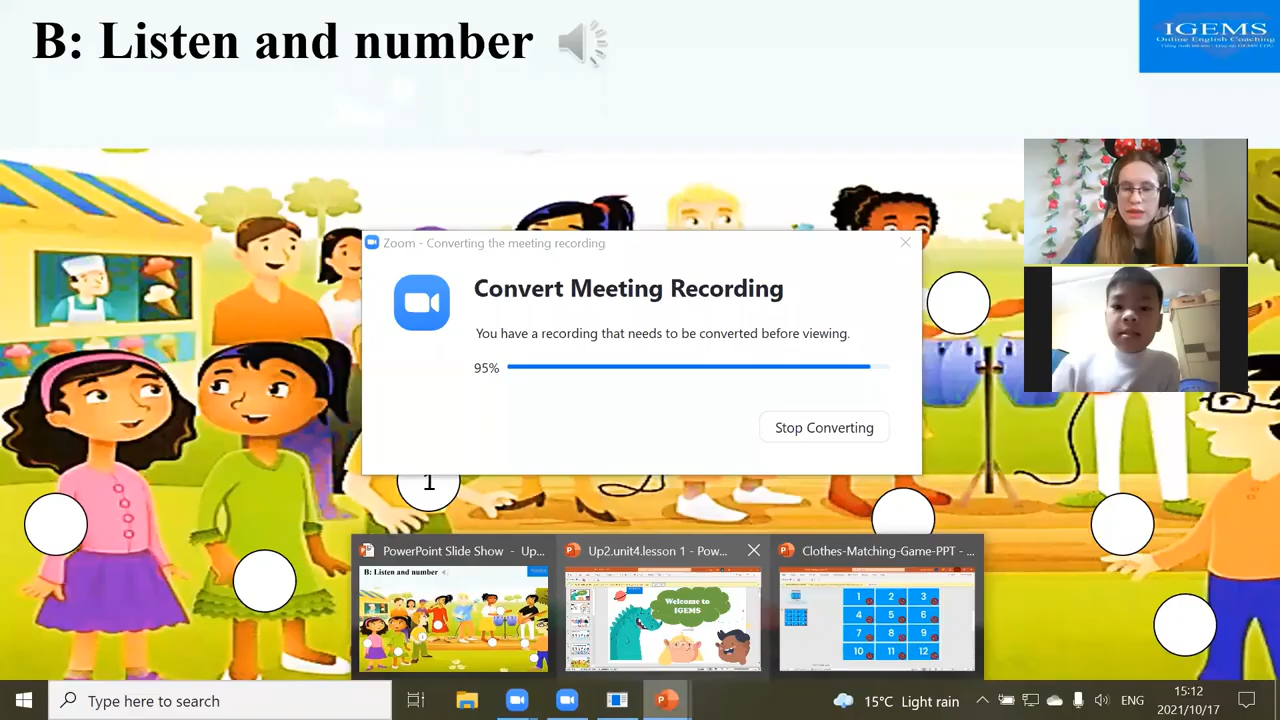 B: Listen and number
IGEMS
Online English Coaching
Zoom - Converting the meeting recording
Convert Meeting Recording
You have a recording that needs to be converted before viewing.
95%
Stop Converting
1
PowerPoint Slide Show - Up...
Up2.unit4.lesson 1 - Pow...
Clothes-Matching-Game-PPT - ...
B: Listen and number
Welcome to
IGEMS
1 2 3
4 5 6
7 8 9
10 11 12
Type here to search
15°C Light rain
ENG
15:12
2021/10/17